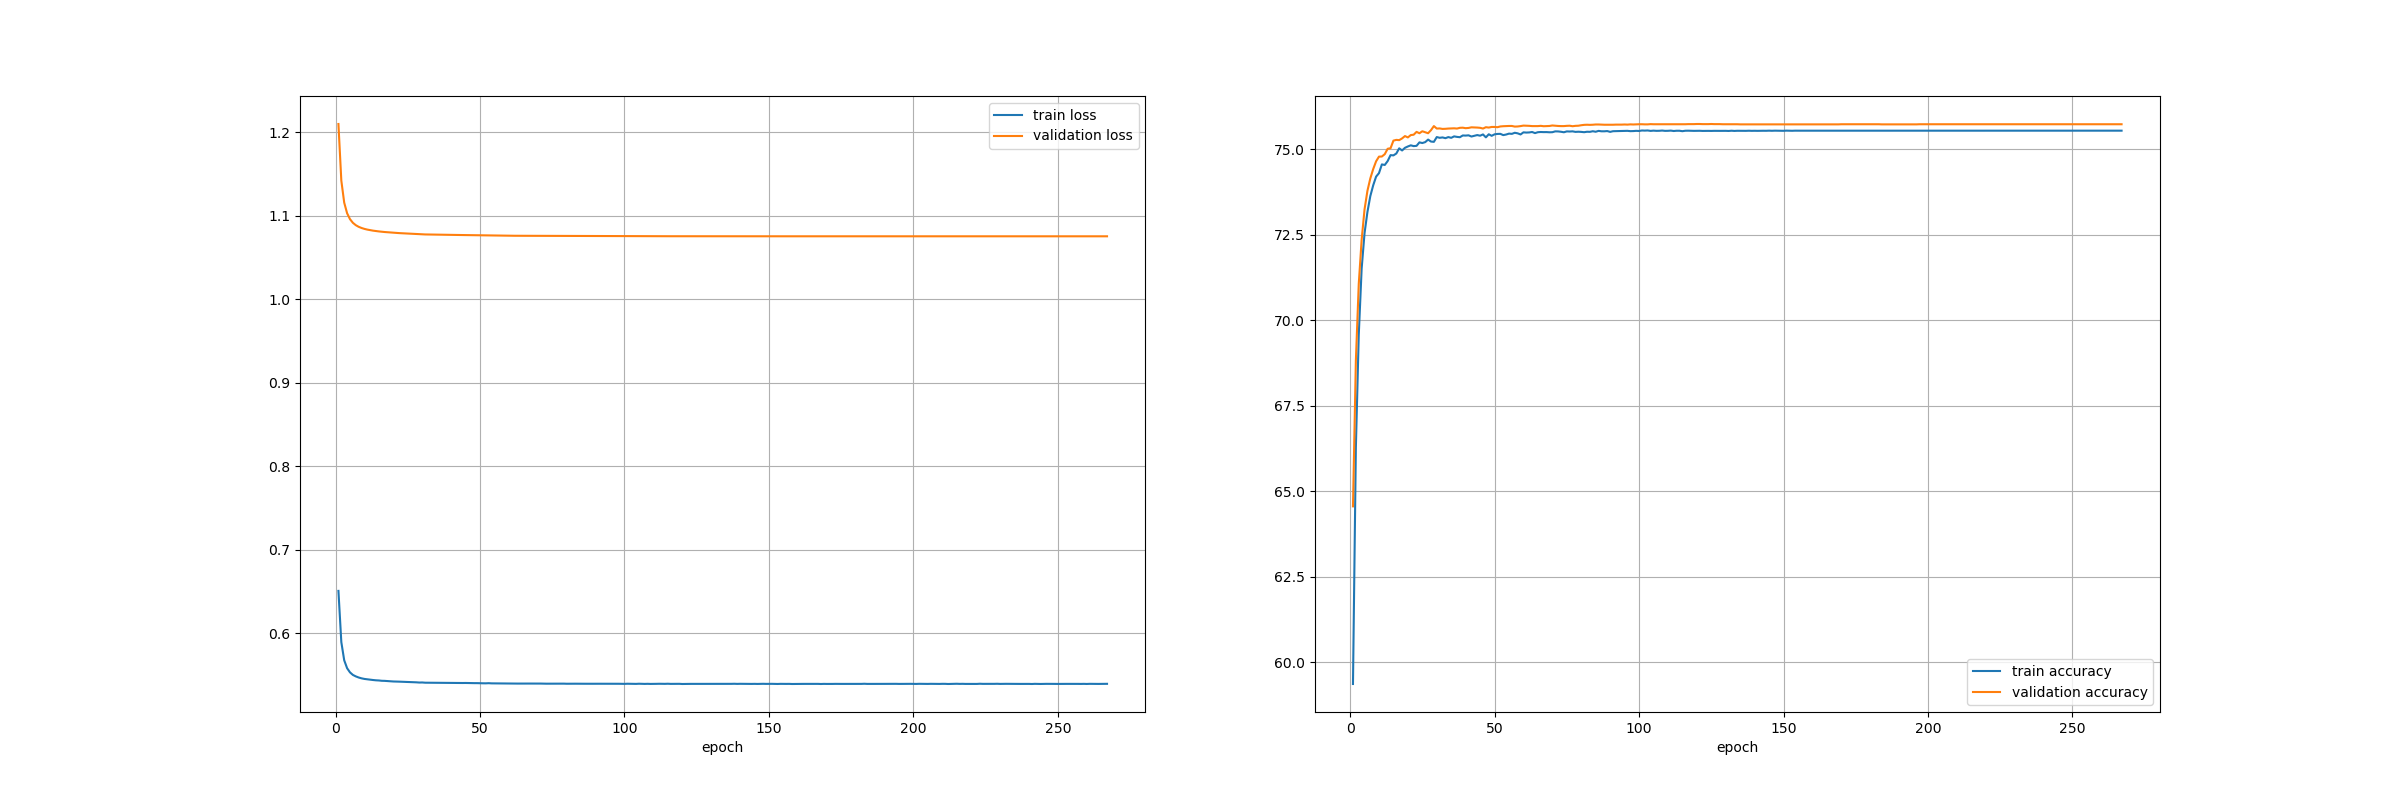 train loss
validation loss
1.2
1.1
1.0
0.9
0.8
0.7
0.6
0 50 100 150 200 250
epoch
75.0
72.5
70.0
67.5
65.0
62.5
60.0
train accuracy
validation accuracy
0 50 100 150 200 250
epoch